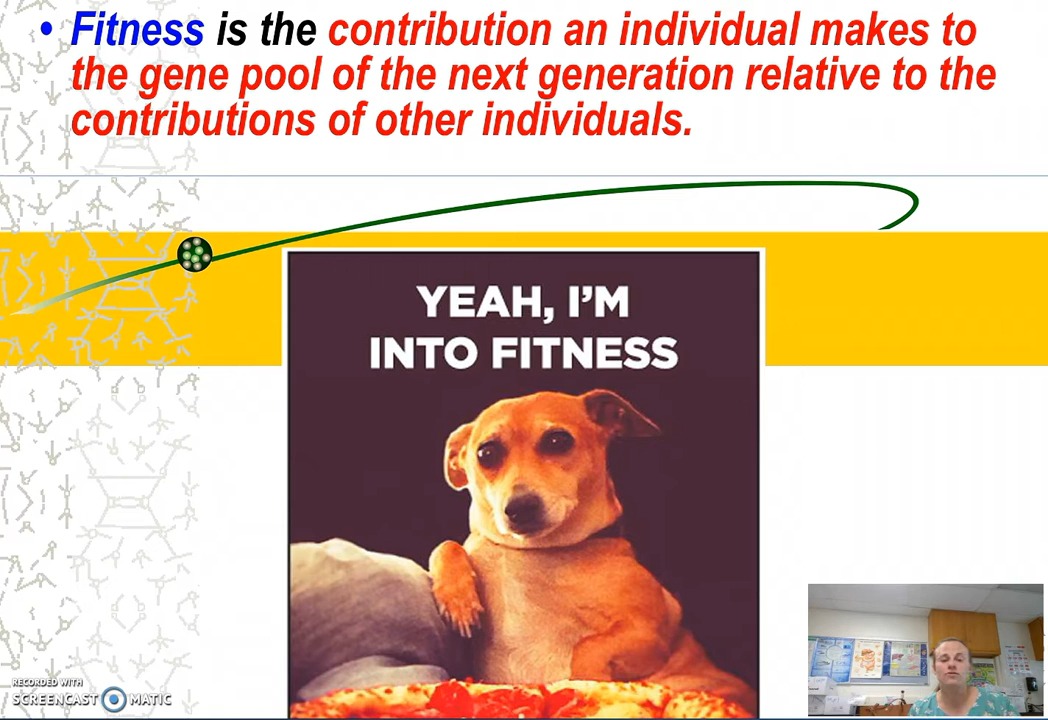 • Fitness is the contribution an individual makes to
the gene pool of the next generation relative to the
contributions of other individuals.
YEAH, I'M
INTO FITNESS
RECORDED WITH
SCREENCAST MATIC